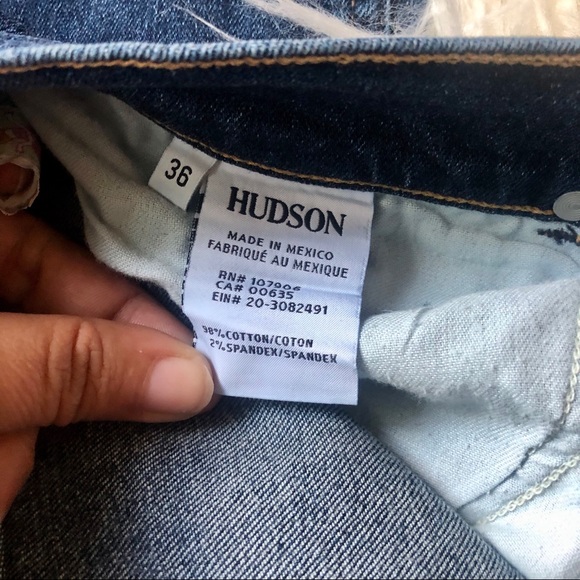 36
HUDSON
MADE IN MEXICO
FABRIQUÉ AU MEXIQUE
RN# 107906
CA# 00635
EIN# 20-3082491
98% COTTON/COTON
2% SPANDEX/SPANDEX